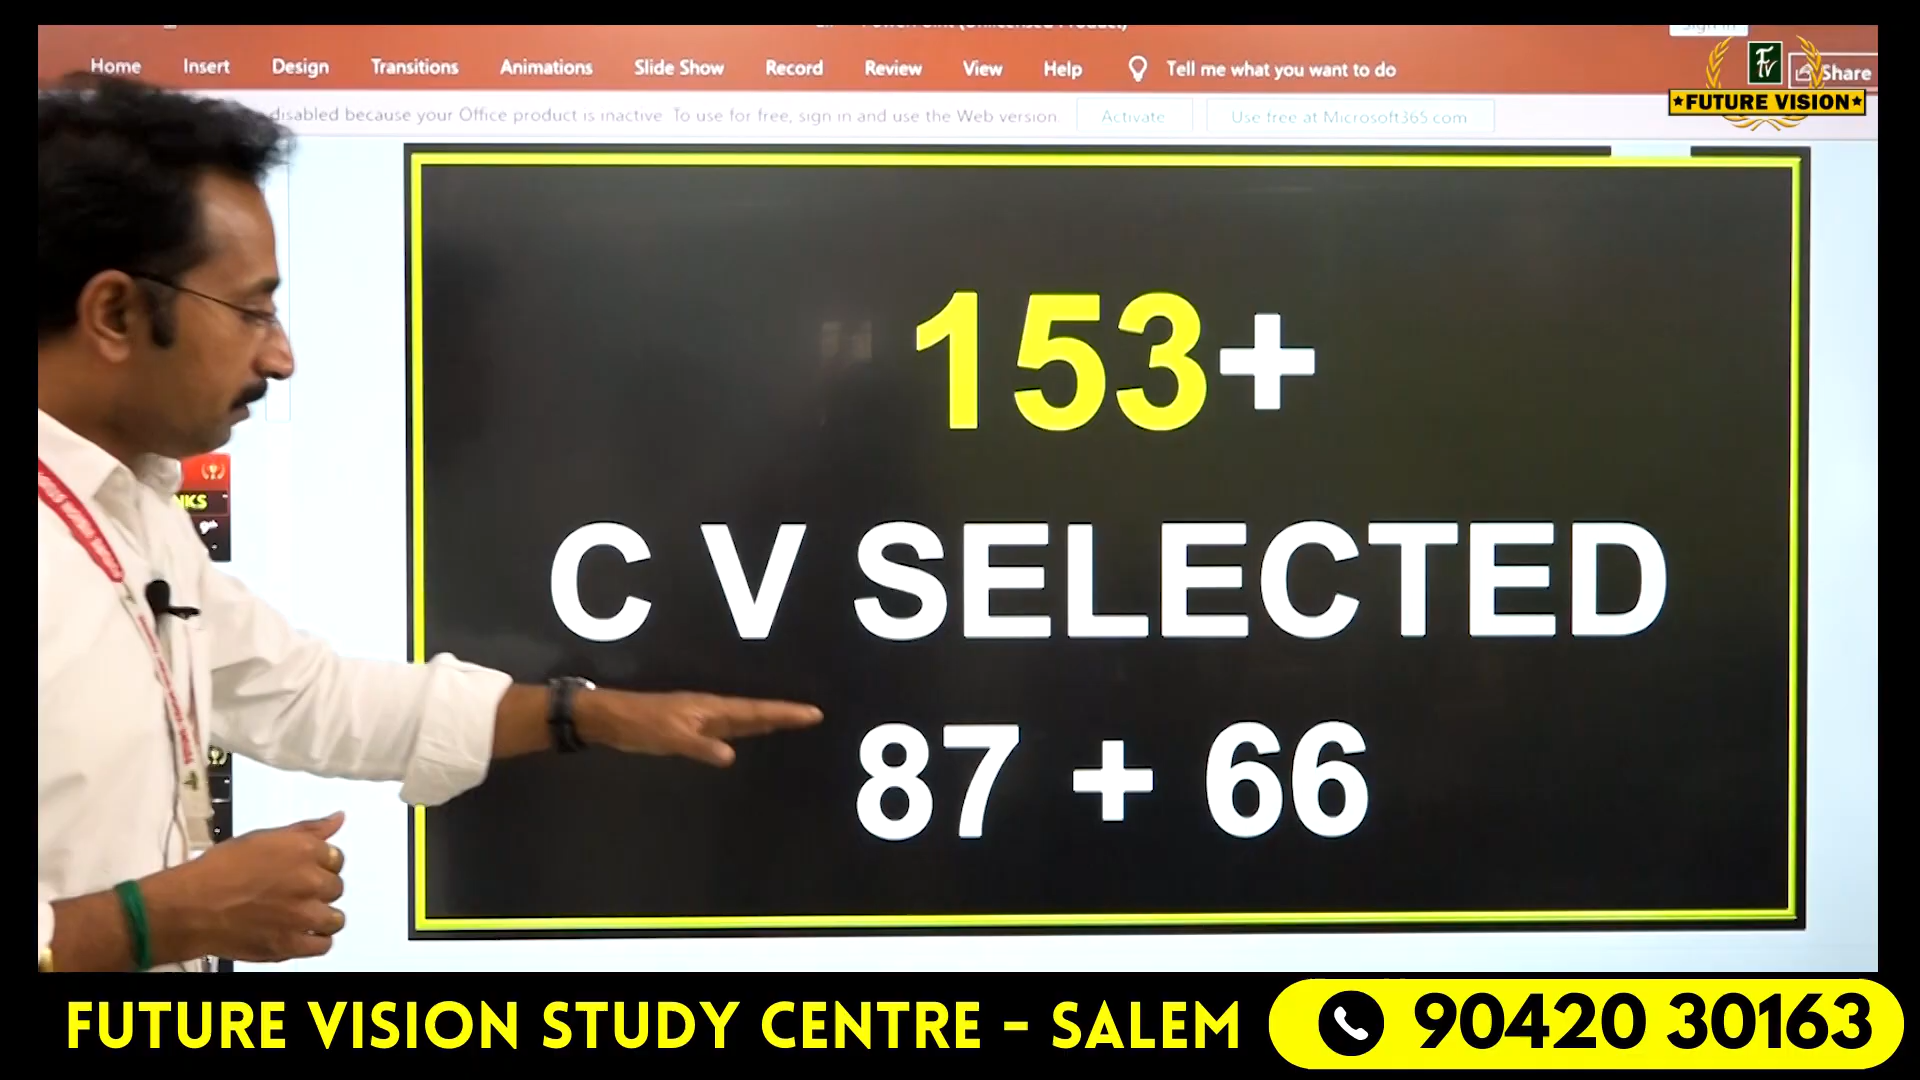 Home Insert Design Transitions Animations Slide Show Record Review View Help Tell me what you want to do Share
FUTURE VISION
disabled because your Office product is inactive. To use for free, sign in and use the Web version. Activate Use free at Microsoft365.com
153+
C V SELECTED
87 + 66
FUTURE VISION STUDY CENTRE - SALEM 90420 30163